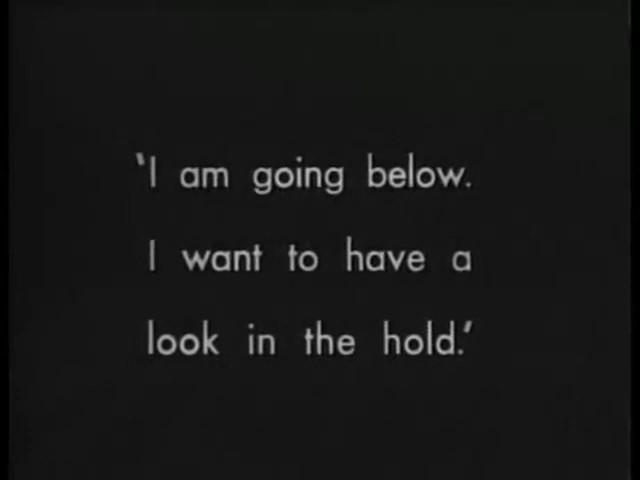 'I am going below.
I want to have a
look in the hold.'